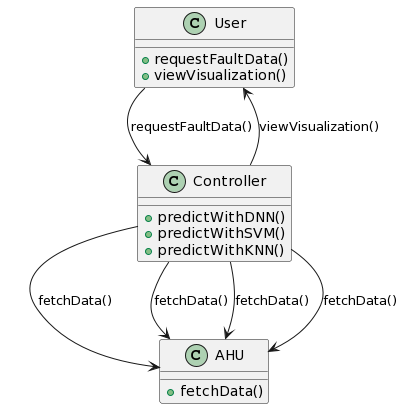 C User
requestFaultData()
viewVisualization()
requestFaultData()
viewVisualization()
C Controller
predictWithDNN()
predictWithSVM()
predictWithKNN()
fetchData()
fetchData()
fetchData()
fetchData()
C AHU
fetchData()